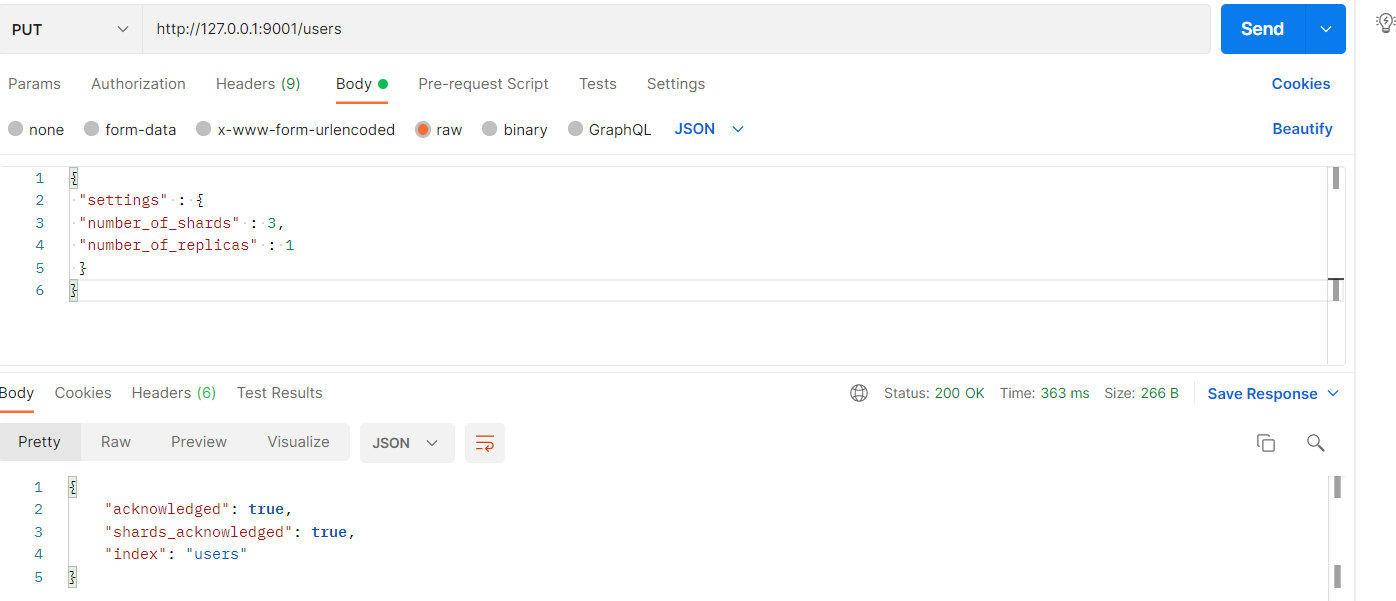 PUT http://127.0.0.1:9001/users Send
Params Authorization Headers (9) Body Pre-request Script Tests Settings Cookies
none form-data x-www-form-urlencoded raw binary GraphQL JSON Beautify
1 {
2 "settings" : {
3 "number_of_shards" : 3,
4 "number_of_replicas" : 1
5 }
6 }
Body Cookies Headers (6) Test Results Status: 200 OK Time: 363 ms Size: 266 B Save Response
Pretty Raw Preview Visualize JSON
1 {
2 "acknowledged": true,
3 "shards_acknowledged": true,
4 "index": "users"
5 }